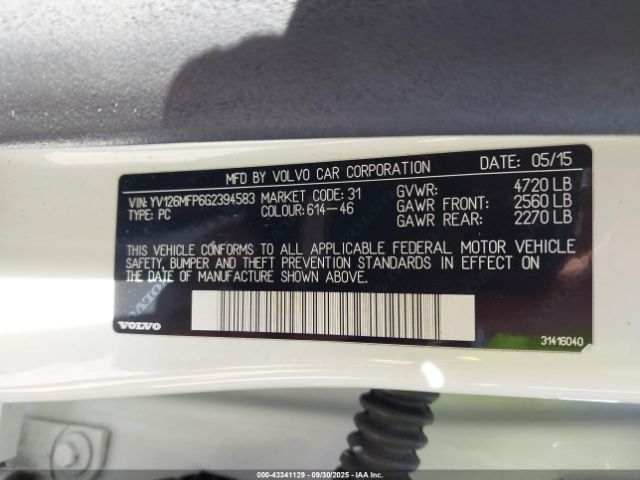 MFD BY VOLVO CAR CORPORATION DATE: 05/15
VIN: YV126MFP6G2394583 MARKET CODE: 31 GVWR: 4720 LB
TYPE: PC COLOUR: 614-46 GAWR FRONT: 2560 LB
GAWR REAR: 2270 LB
THIS VEHICLE CONFORMS TO ALL APPLICABLE FEDERAL MOTOR VEHICLE
SAFETY, BUMPER AND THEFT PREVENTION STANDARDS IN EFFECT ON
THE DATE OF MANUFACTURE SHOWN ABOVE.
VOLVO
31416040
000-43341129 - 09/30/2025 - IAA Inc.